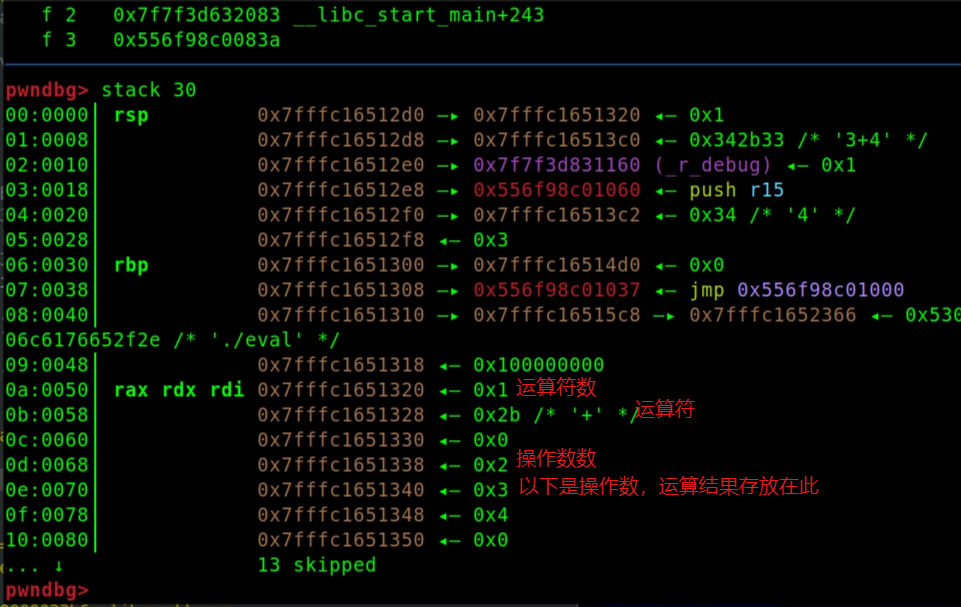 f 2 0x7f7f3d632083 __libc_start_main+243
f 3 0x556f98c0083a
pwndbg> stack 30
00:0000│ rsp 0x7fffc16512d0 —▸ 0x7fffc1651320 ◂— 0x1
01:0008│ 0x7fffc16512d8 —▸ 0x7fffc16513c0 ◂— 0x342b33 /* '3+4' */
02:0010│ 0x7fffc16512e0 —▸ 0x7f7f3d831160 (_r_debug) ◂— 0x1
03:0018│ 0x7fffc16512e8 —▸ 0x556f98c01060 ◂— push r15
04:0020│ 0x7fffc16512f0 —▸ 0x7fffc16513c2 ◂— 0x34 /* '4' */
05:0028│ 0x7fffc16512f8 ◂— 0x3
06:0030│ rbp 0x7fffc1651300 —▸ 0x7fffc16514d0 ◂— 0x0
07:0038│ 0x7fffc1651308 —▸ 0x556f98c01037 ◂— jmp 0x556f98c01000
08:0040│ 0x7fffc1651310 —▸ 0x7fffc16515c8 —▸ 0x7fffc1652366 ◂— 0x530
06c6176652f2e /* './eval' */
09:0048│ 0x7fffc1651318 ◂— 0x100000000
0a:0050│ rax rdx rdi 0x7fffc1651320 ◂— 0x1 运算符数
0b:0058│ 0x7fffc1651328 ◂— 0x2b /* '+' */ 运算符
0c:0060│ 0x7fffc1651330 ◂— 0x0
0d:0068│ 0x7fffc1651338 ◂— 0x2 操作数数
0e:0070│ 0x7fffc1651340 ◂— 0x3 以下是操作数，运算结果存放在此
0f:0078│ 0x7fffc1651348 ◂— 0x4
10:0080│ 0x7fffc1651350 ◂— 0x0
... ↓ 13 skipped
pwndbg>